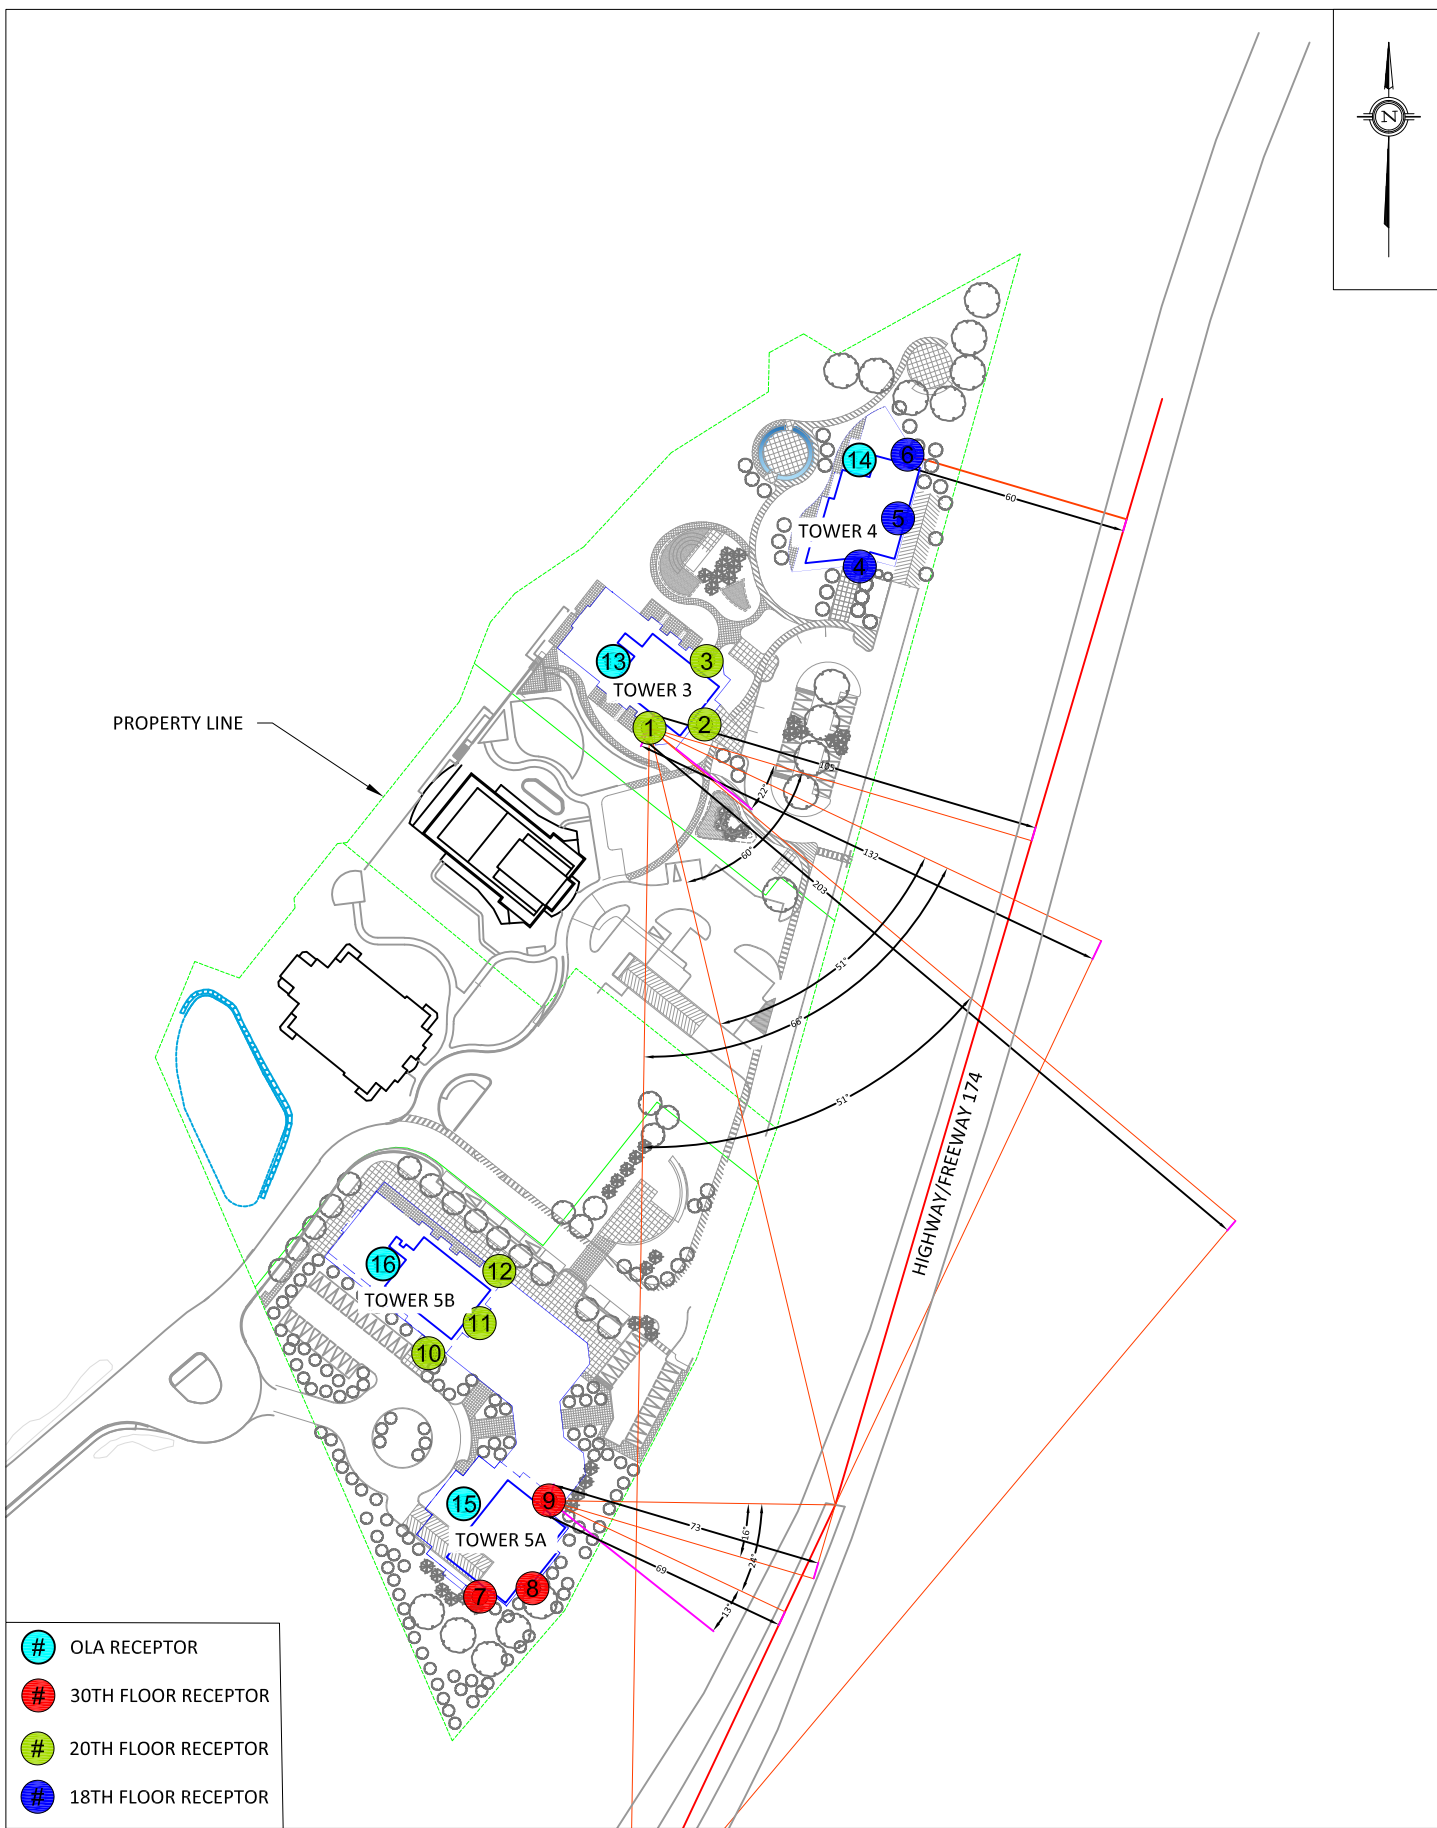 N
14
6
60
5
TOWER 4
4
13
3
TOWER 3
1
2
PROPERTY LINE
105
22°
132
60°
203
51°
66°
51°
HIGHWAY/FREEWAY 174
16
12
TOWER 5B
11
10
15
9
TOWER 5A
73
16°
24°
69
7
8
13°
# OLA RECEPTOR
# 30TH FLOOR RECEPTOR
# 20TH FLOOR RECEPTOR
# 18TH FLOOR RECEPTOR